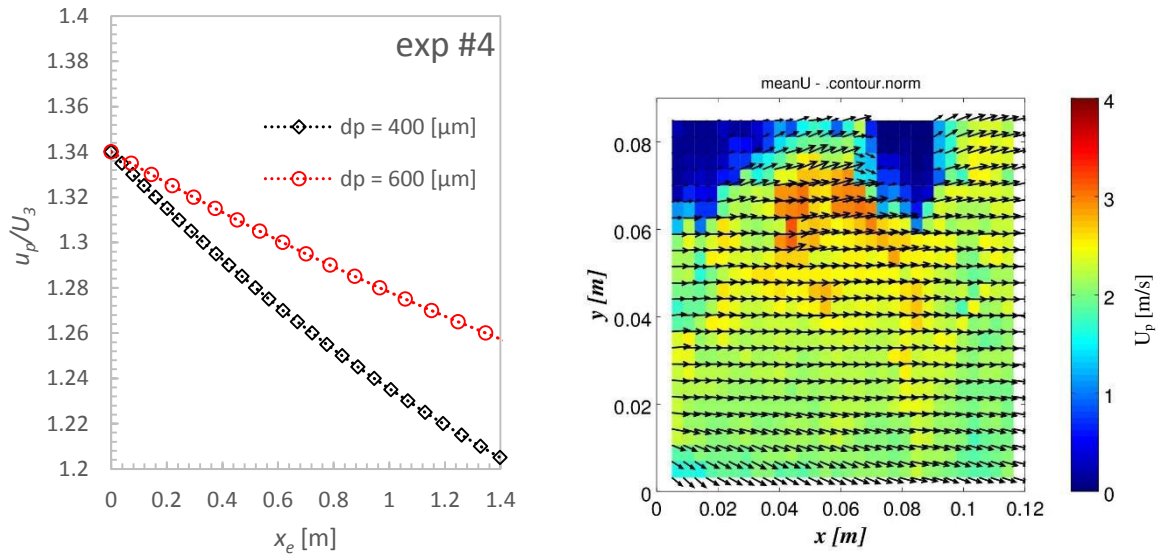 exp #4
u_p/U_3
1.4
1.38
1.36
1.34
1.32
1.3
1.28
1.26
1.24
1.22
1.2
dp = 400 [µm]
dp = 600 [µm]
0 0.2 0.4 0.6 0.8 1 1.2 1.4
x_e [m]
meanU - .contour.norm
y [m]
0.08
0.06
0.04
0.02
0
0 0.02 0.04 0.06 0.08 0.1 0.12
x [m]
4
3
2
1
0
U_p [m/s]